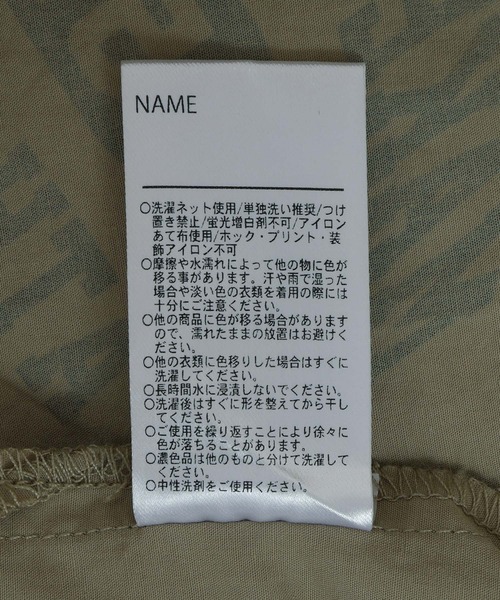 NAME
○洗濯ネット使用/単独洗い推奨/つけ
置き禁止/蛍光増白剤不可/アイロン
あて布使用/ホック・プリント・装
飾アイロン不可
○摩擦や水濡れによって他の物に色が
移る事があります。汗や雨で湿った
場合や淡い色の衣類を着用の際には
十分にご注意ください。
○他の商品に色が移る場合があります
ので、濡れたままの放置はお避けく
ださい。
○他の衣類に色移りした場合はすぐに
洗濯してください。
○長時間水に浸漬しないでください。
○洗濯後はすぐに形を整えてから干し
てください。
○ご使用を繰り返すことにより徐々に
色が落ちることがあります。
○濃色品は他のものと分けて洗濯して
ください。
○中性洗剤をご使用ください。